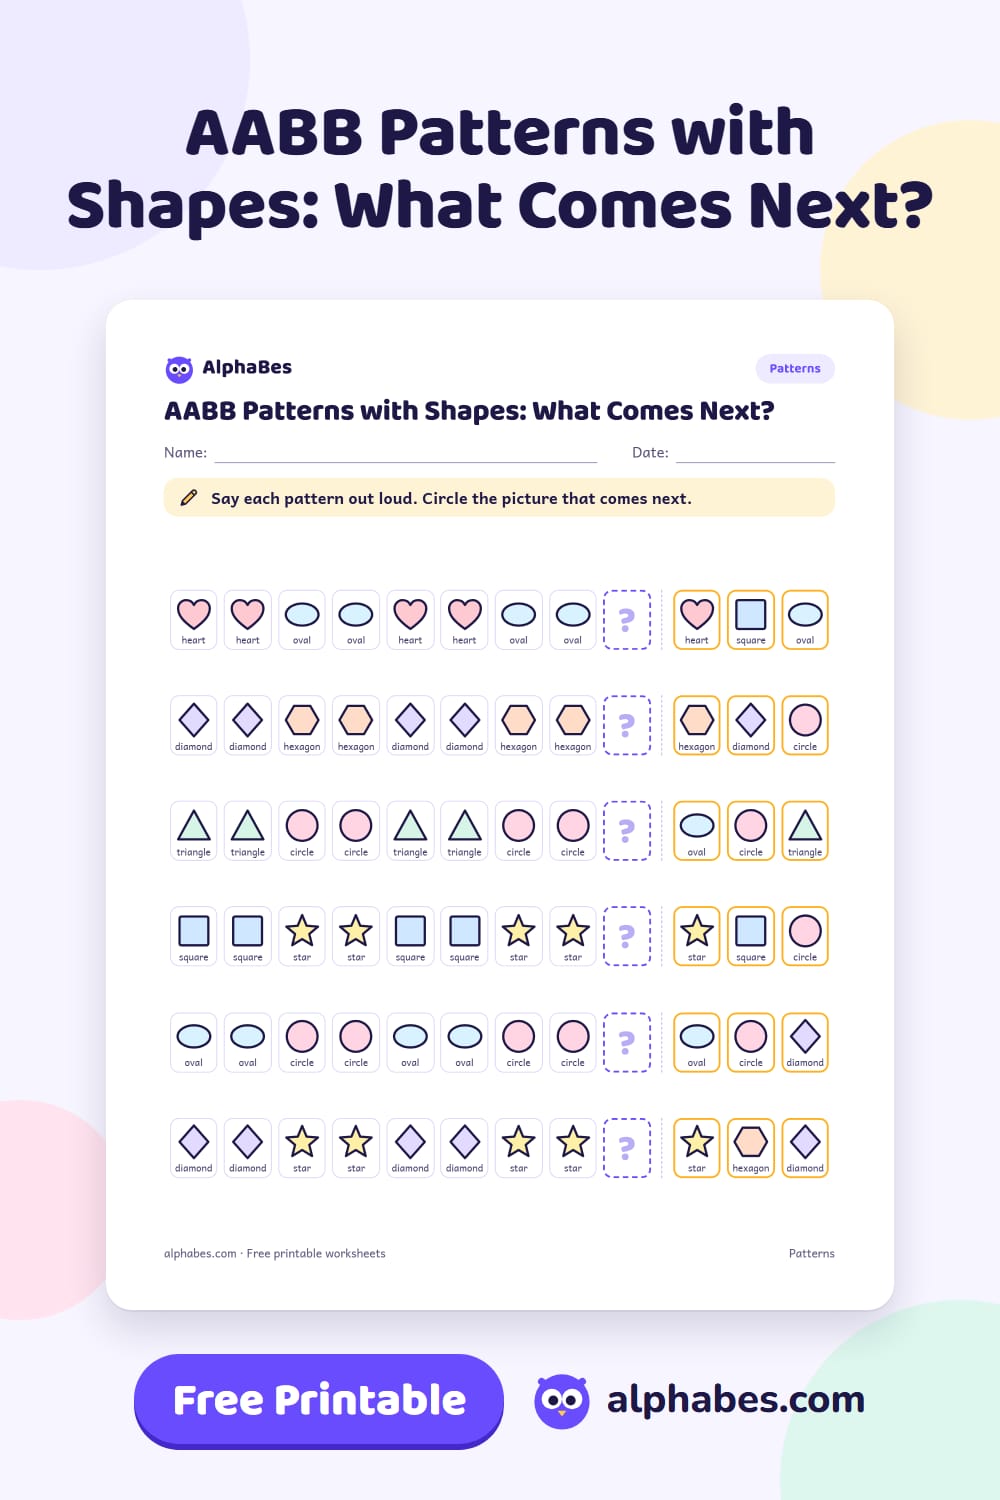 AABB Patterns with
Shapes: What Comes Next?
AlphaBes
Patterns
AABB Patterns with Shapes: What Comes Next?
Name: Date:
Say each pattern out loud. Circle the picture that comes next.
heart heart oval oval heart heart oval oval ? heart square oval
diamond diamond hexagon hexagon diamond diamond hexagon hexagon ? hexagon diamond circle
triangle triangle circle circle triangle triangle circle circle ? oval circle triangle
square square star star square square star star ? star square circle
oval oval circle circle oval oval circle circle ? oval circle diamond
diamond diamond star star diamond diamond star star ? star hexagon diamond
alphabes.com · Free printable worksheets Patterns
Free Printable
alphabes.com